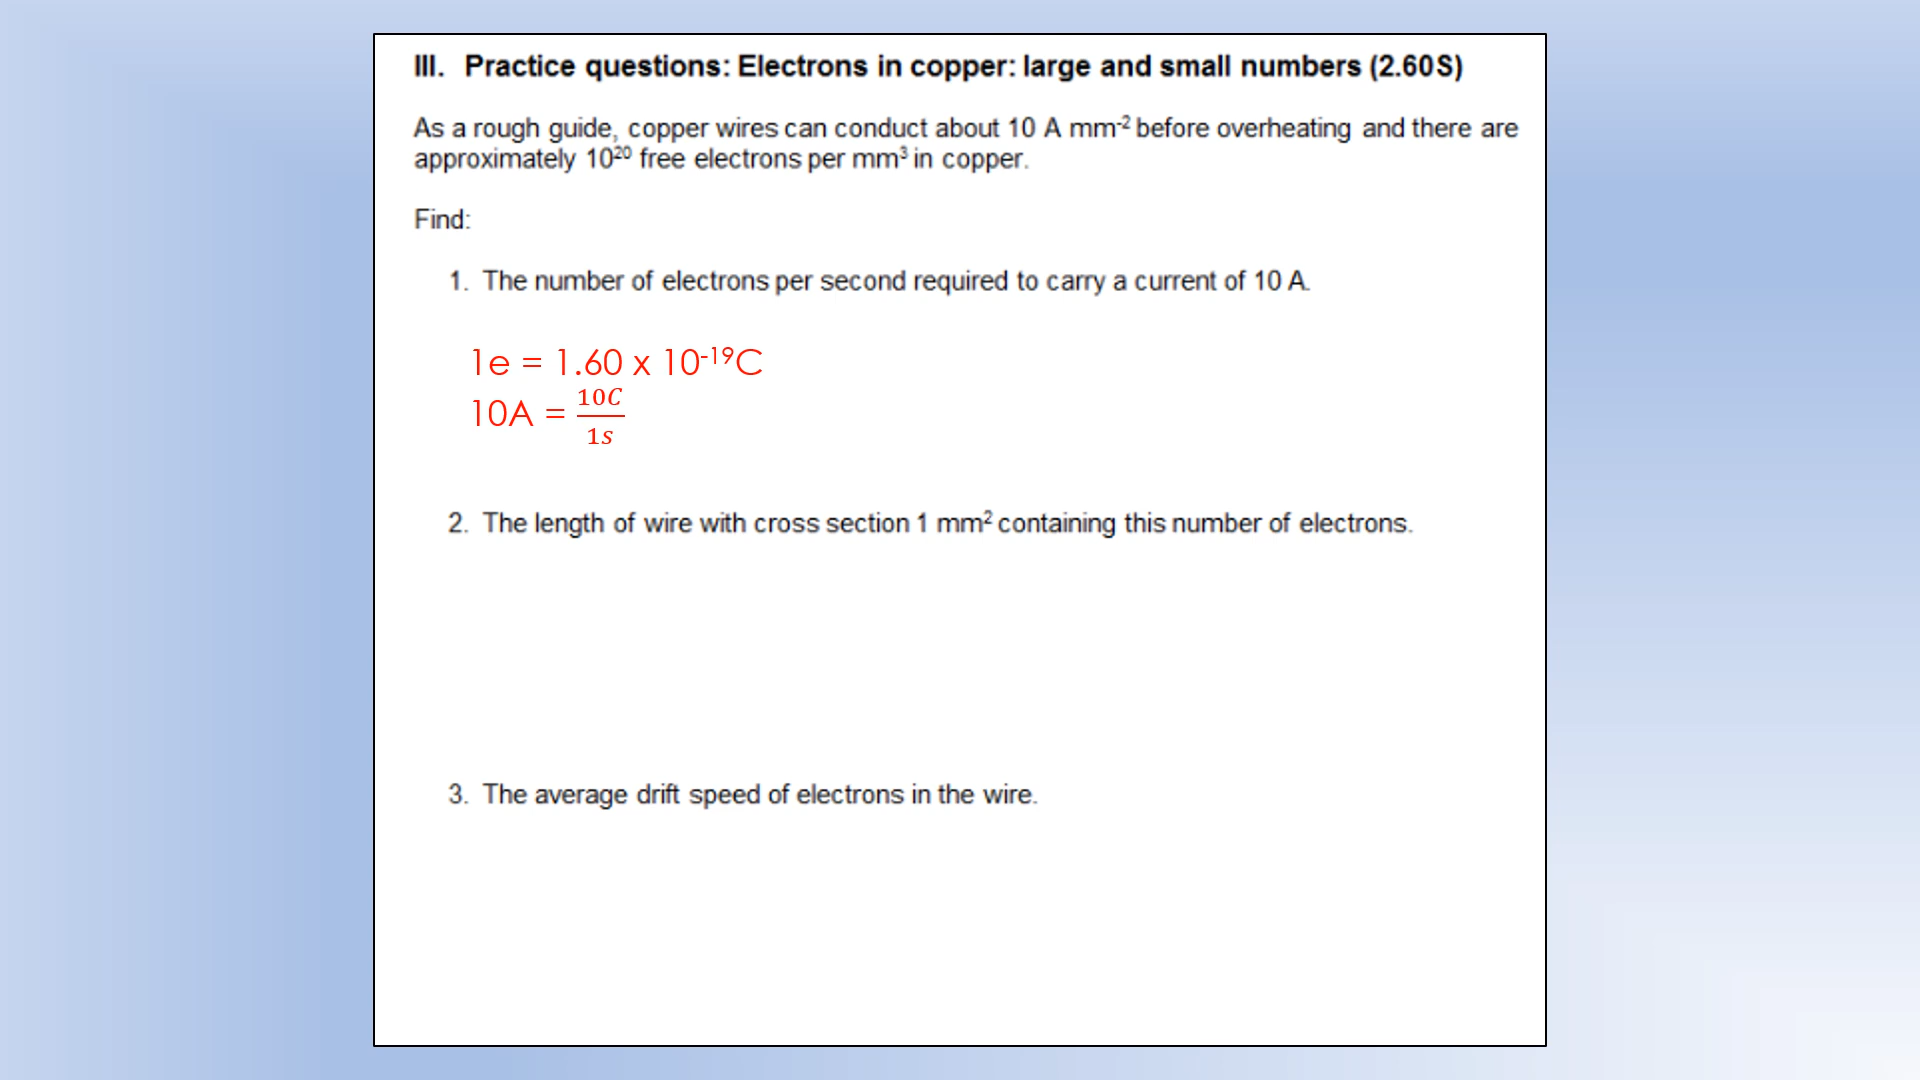 III. Practice questions: Electrons in copper: large and small numbers (2.60S)
As a rough guide, copper wires can conduct about 10 A mm⁻² before overheating and there are
approximately 10²⁰ free electrons per mm³ in copper.
Find:
1. The number of electrons per second required to carry a current of 10 A.
1e = 1.60 x 10⁻¹⁹C
10A = 10C/1s
2. The length of wire with cross section 1 mm² containing this number of electrons.
3. The average drift speed of electrons in the wire.